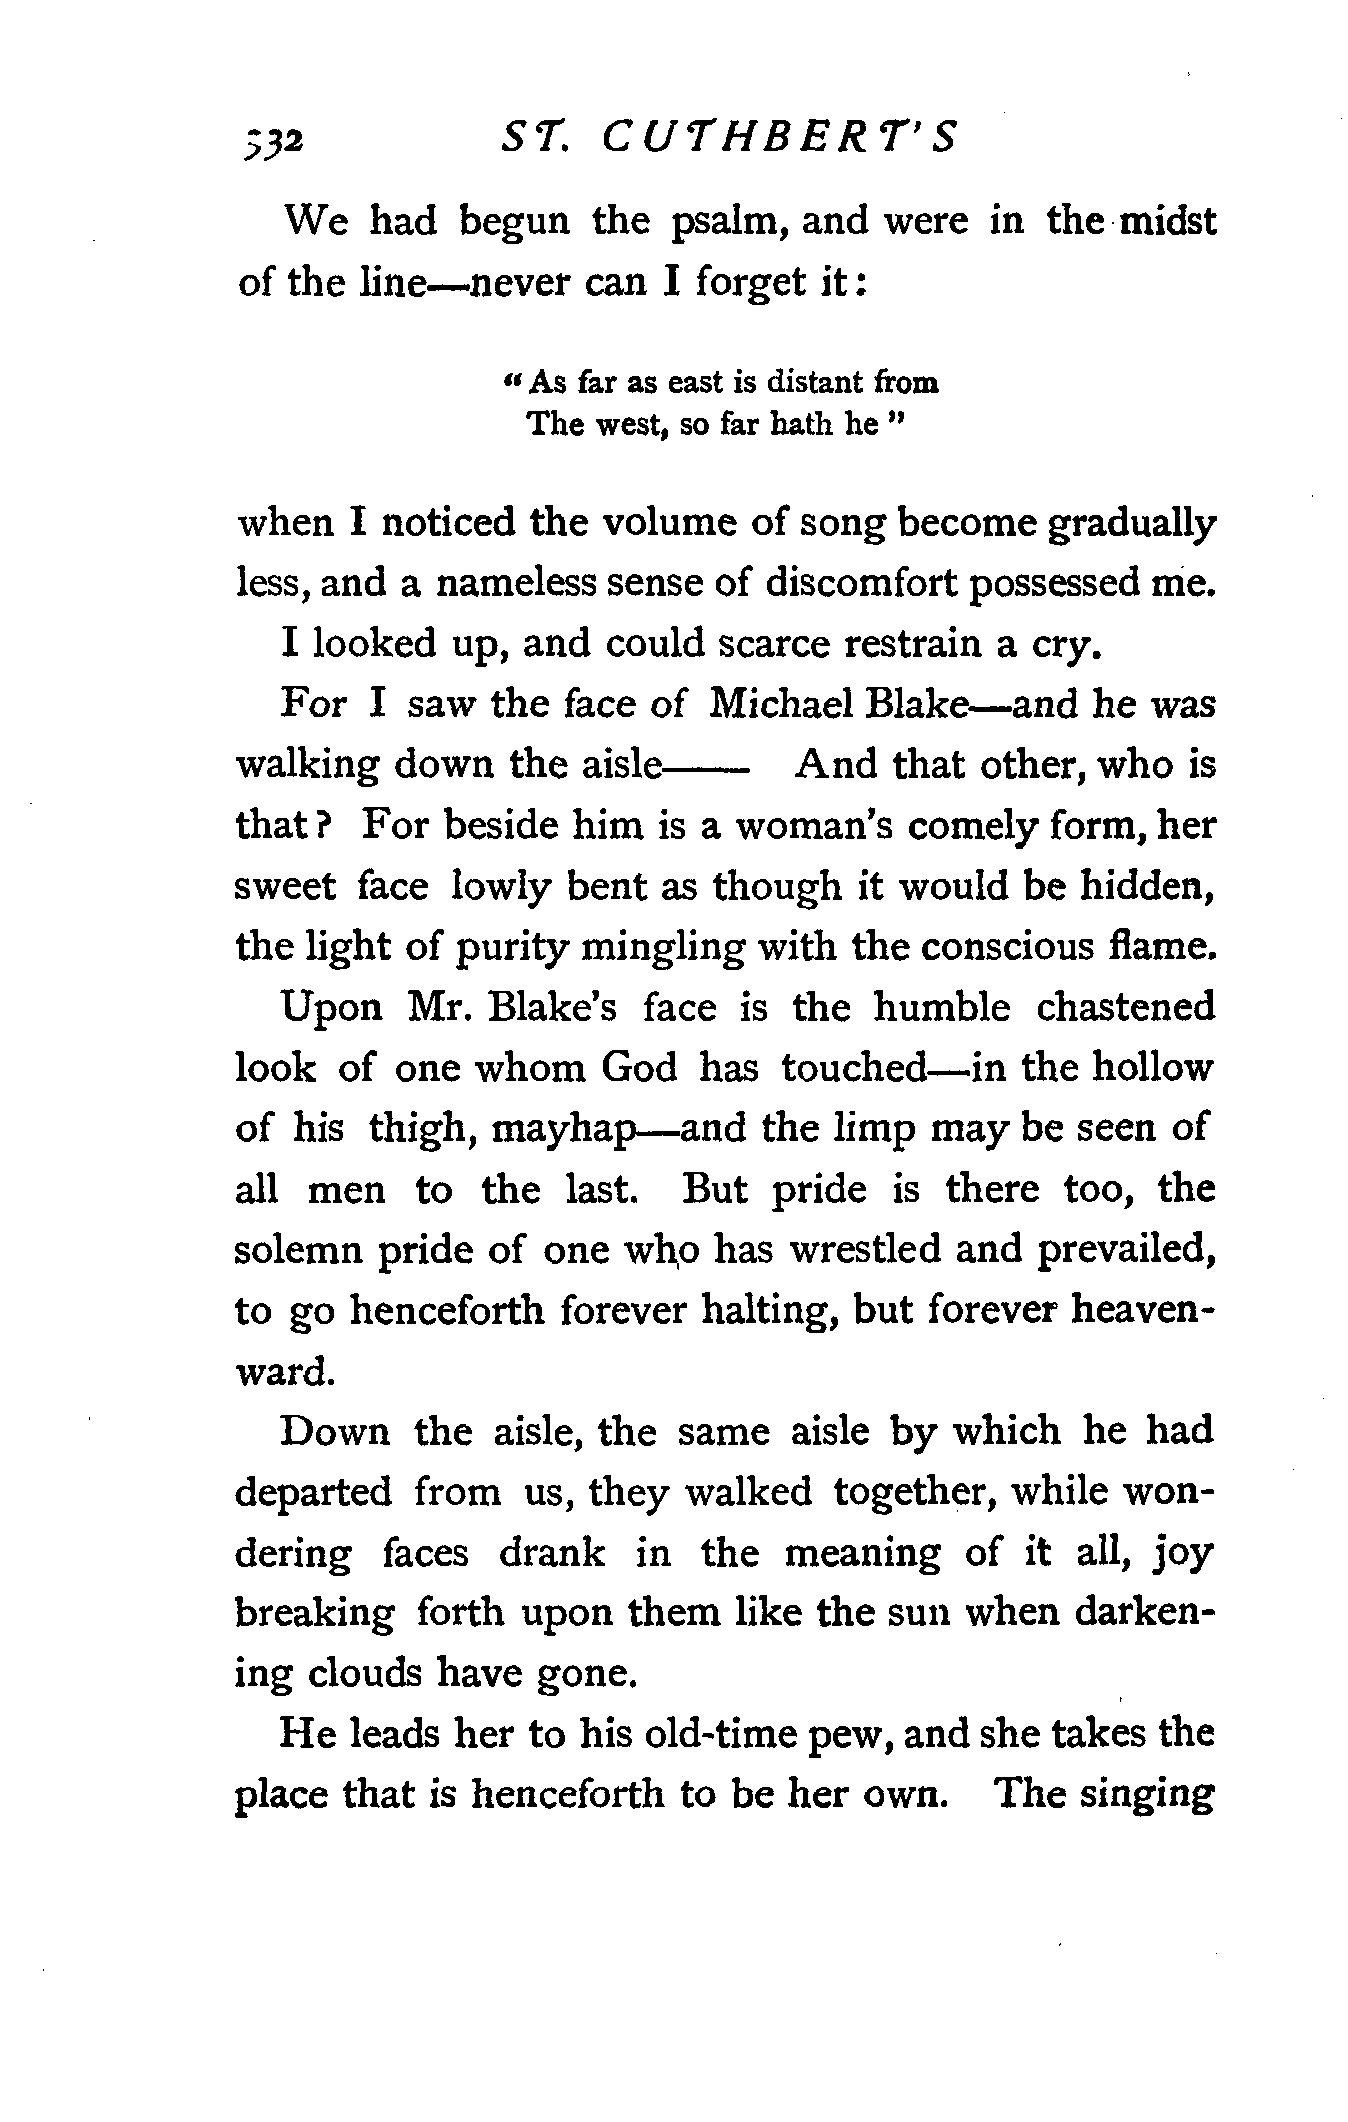 332 ST. CUTHBERT'S
We had begun the psalm, and were in the midst
of the line—never can I forget it:
"As far as east is distant from
The west, so far hath he"
when I noticed the volume of song become gradually
less, and a nameless sense of discomfort possessed me.
I looked up, and could scarce restrain a cry.
For I saw the face of Michael Blake—and he was
walking down the aisle—— And that other, who is
that? For beside him is a woman's comely form, her
sweet face lowly bent as though it would be hidden,
the light of purity mingling with the conscious flame.
Upon Mr. Blake's face is the humble chastened
look of one whom God has touched—in the hollow
of his thigh, mayhap—and the limp may be seen of
all men to the last. But pride is there too, the
solemn pride of one who has wrestled and prevailed,
to go henceforth forever halting, but forever heaven-
ward.
Down the aisle, the same aisle by which he had
departed from us, they walked together, while won-
dering faces drank in the meaning of it all, joy
breaking forth upon them like the sun when darken-
ing clouds have gone.
He leads her to his old-time pew, and she takes the
place that is henceforth to be her own. The singing